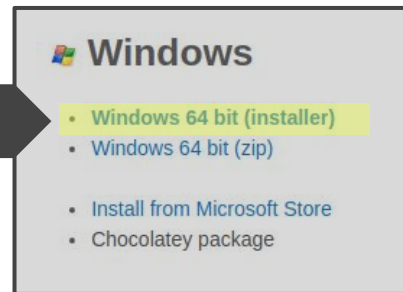 Windows
• Windows 64 bit (installer)
• Windows 64 bit (zip)
• Install from Microsoft Store
• Chocolatey package